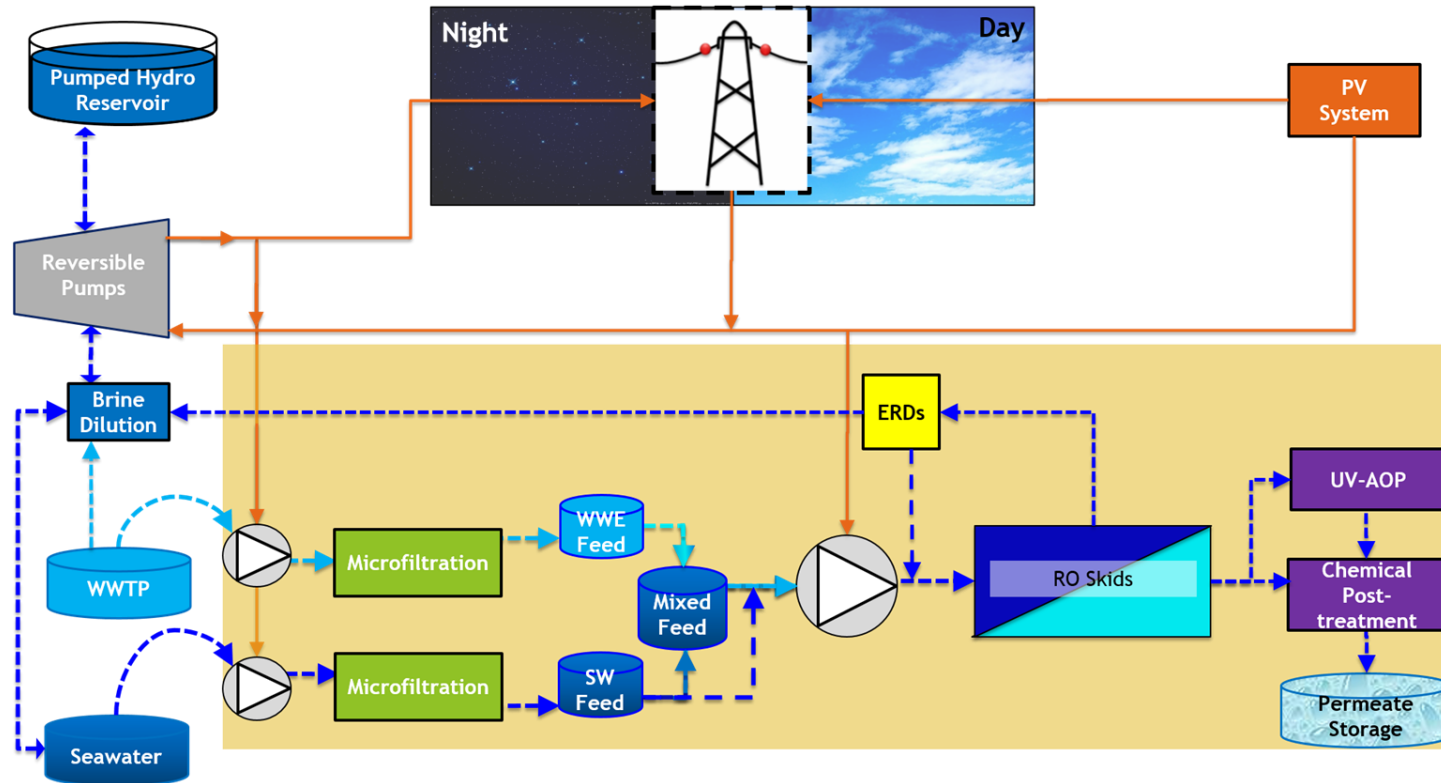 Night
Day
Pumped Hydro
Reservoir
PV
System
Reversible
Pumps
Brine
Dilution
ERDs
WWTP
Microfiltration
WWE
Feed
Mixed
Feed
RO Skids
UV-AOP
Chemical
Post-
treatment
Seawater
Microfiltration
SW
Feed
Permeate
Storage